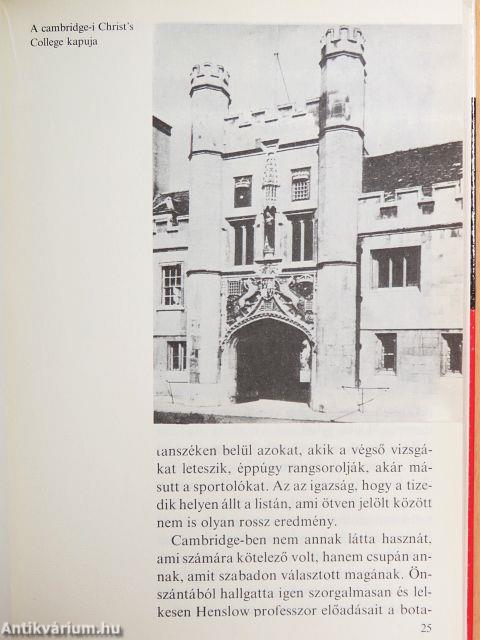 A cambridge-i Christ's
College kapuja
tanszéken belül azokat, akik a végső vizsgá-
kat leteszik, éppúgy rangsorolják, akár má-
sutt a sportolókat. Az az igazság, hogy a tize-
dik helyen állt a listán, ami ötven jelölt között
nem is olyan rossz eredmény.
Cambridge-ben nem annak látta hasznát,
ami számára kötelező volt, hanem csupán an-
nak, amit szabadon választott magának. Ön-
szántából hallgatta igen szorgalmasan és lel-
kesen Henslow professzor előadásait a bota-
25
Antikvárium.hu